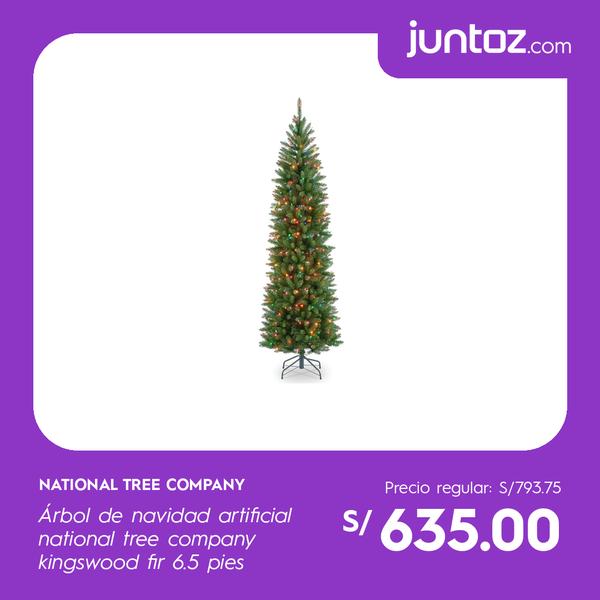 juntoz.com
NATIONAL TREE COMPANY
Árbol de navidad artificial
national tree company
kingswood fir 6.5 pies
Precio regular: S/793.75
S/ 635.00